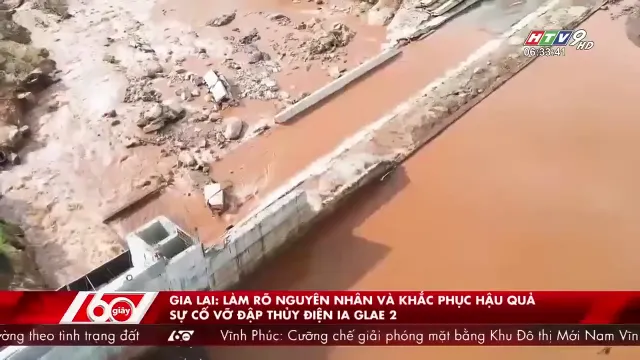 HTV9 HD
06:33:41
60 giây
GIA LAI: LÀM RÕ NGUYÊN NHÂN VÀ KHẮC PHỤC HẬU QUẢ
SỰ CỐ VỠ ĐẬP THỦY ĐIỆN IA GLAE 2
ường theo tình trạng đất
Vĩnh Phúc: Cưỡng chế giải phóng mặt bằng Khu Đô thị Mới Nam Vĩn